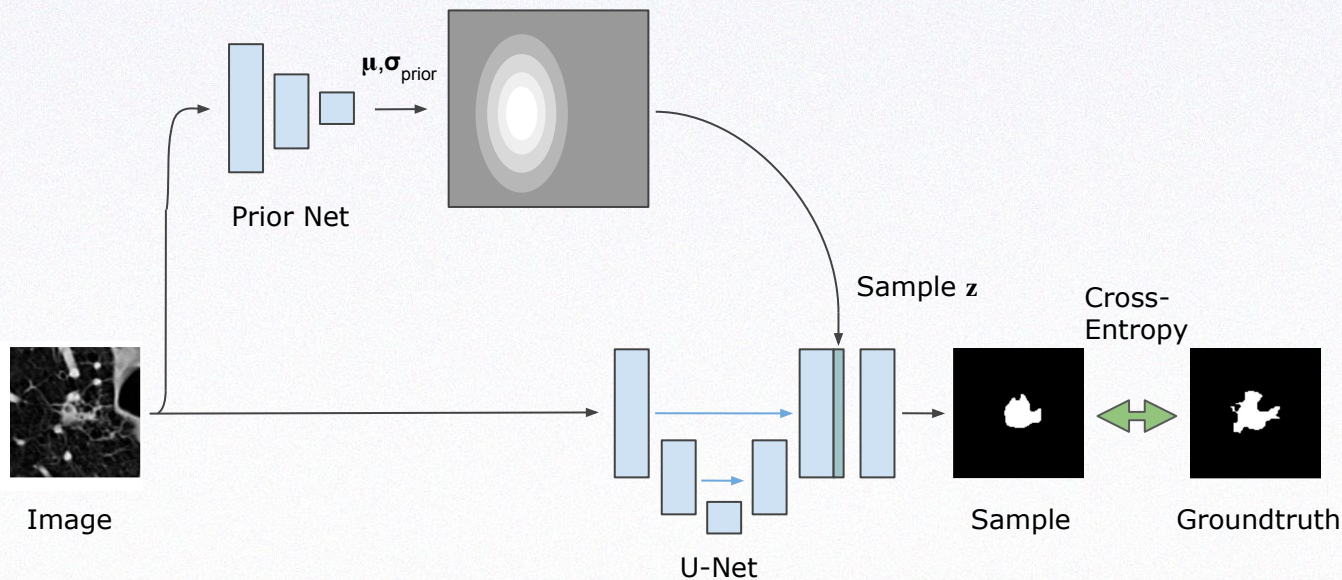 μ,σprior
Prior Net
Sample z
Cross-
Entropy
Image
U-Net
Sample
Groundtruth